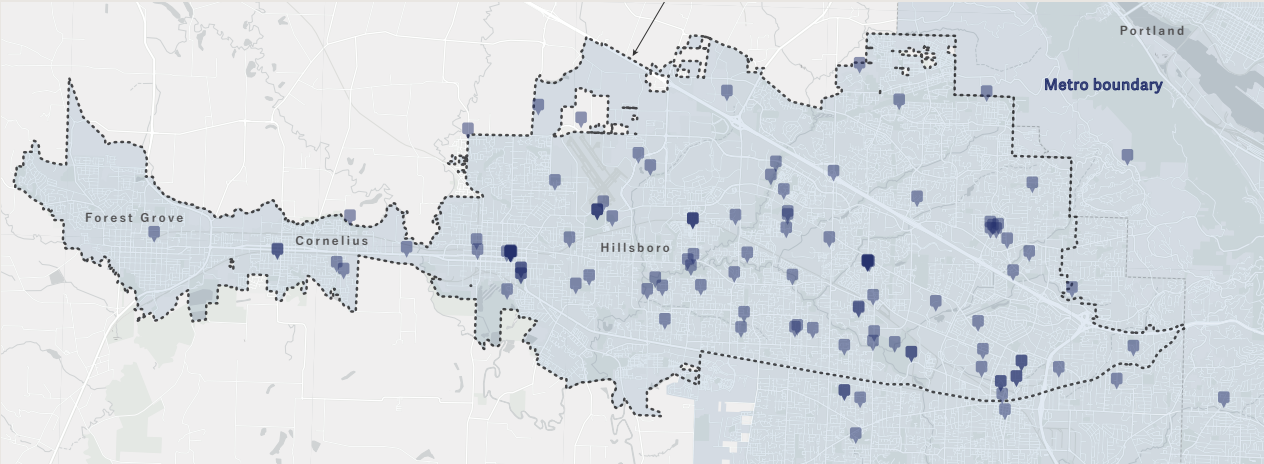 Portland
Metro boundary
Forest Grove
Cornelius
Hillsboro